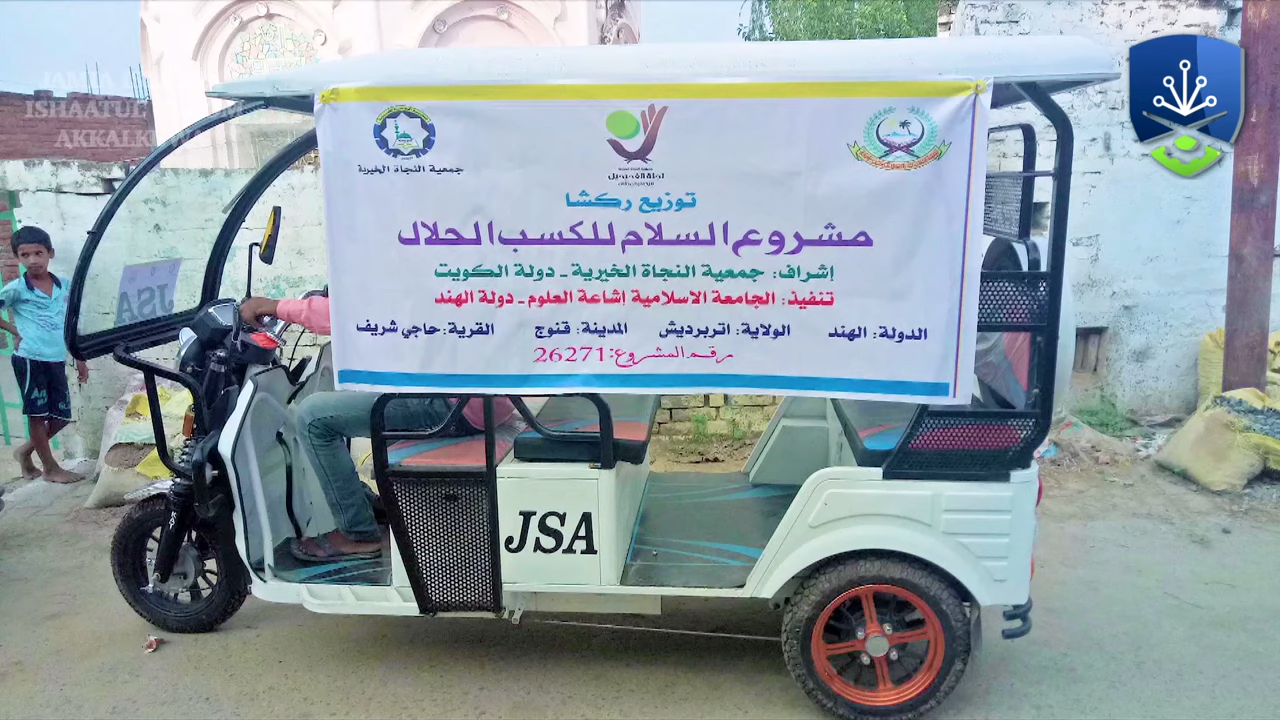 ISHAATUL
AKKALKUWA
جمعية النجاة الخيرية
توزيع ركشا
مشروع السلام للكسب الحلال
إشراف: جمعية النجاة الخيرية - دولة الكويت
تنفيذ: الجامعة الاسلامية إشاعة العلوم - دولة الهند
الدولة: الهند الولاية: اتربرديش المدينة: قنوج القرية: حاجي شريف
رقم المشروع: 26271
JSA
JSA